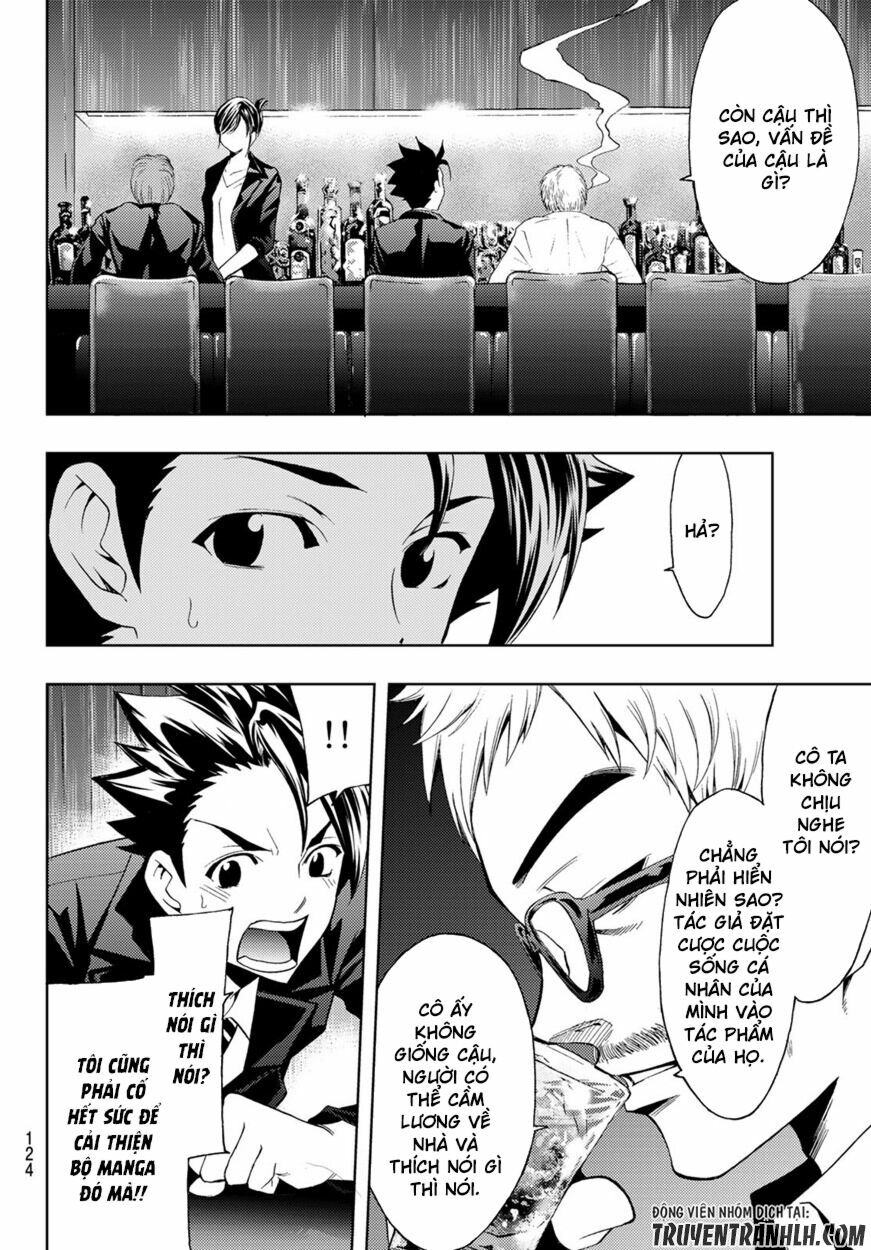 CÒN CẬU THÌ
SAO, VẤN ĐỀ
CỦA CẬU LÀ
GÌ?
HẢ?
CÔ TA
KHÔNG
CHỊU
NGHE
TÔI NÓI?
CHẲNG
PHẢI HIỂN
NHIÊN SAO?
TÁC GIẢ ĐẶT
CƯỢC CUỘC
SỐNG CÁ
NHÂN CỦA
MÌNH VÀO
TÁC PHẨM
CỦA HỌ.
CÔ ẤY
KHÔNG
GIỐNG CẬU,
NGƯỜI CÓ
THỂ CẦM
LƯƠNG VỀ
NHÀ VÀ
THÍCH NÓI GÌ
THÌ NÓI.
!!
THÍCH
NÓI GÌ
THÌ
NÓI?
TÔI CŨNG
PHẢI CỐ
HẾT SỨC ĐỂ
CẢI THIỆN
BỘ MANGA
ĐÓ MÀ!!
124
ĐỘNG VIÊN NHÓM DỊCH TẠI:
TRUYENTRANHLH.COM